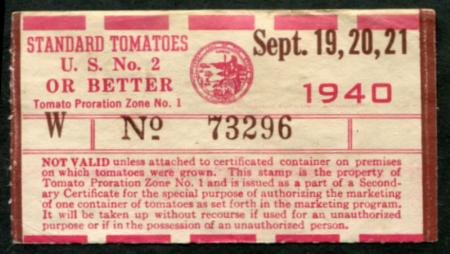 STANDARD TOMATOES
U. S. No. 2
OR BETTER
Tomato Proration Zone No. 1
Sept. 19, 20, 21
1940
W No 73296
NOT VALID unless attached to certificated container on premises
on which tomatoes were grown. This stamp is the property of
Tomato Proration Zone No. 1 and is issued as a part of a Second-
ary Certificate for the special purpose of authorizing the marketing
of one container of tomatoes as set forth in the marketing program.
It will be taken up without recourse if used for an unauthorized
purpose or if in the possession of an unauthorized person.